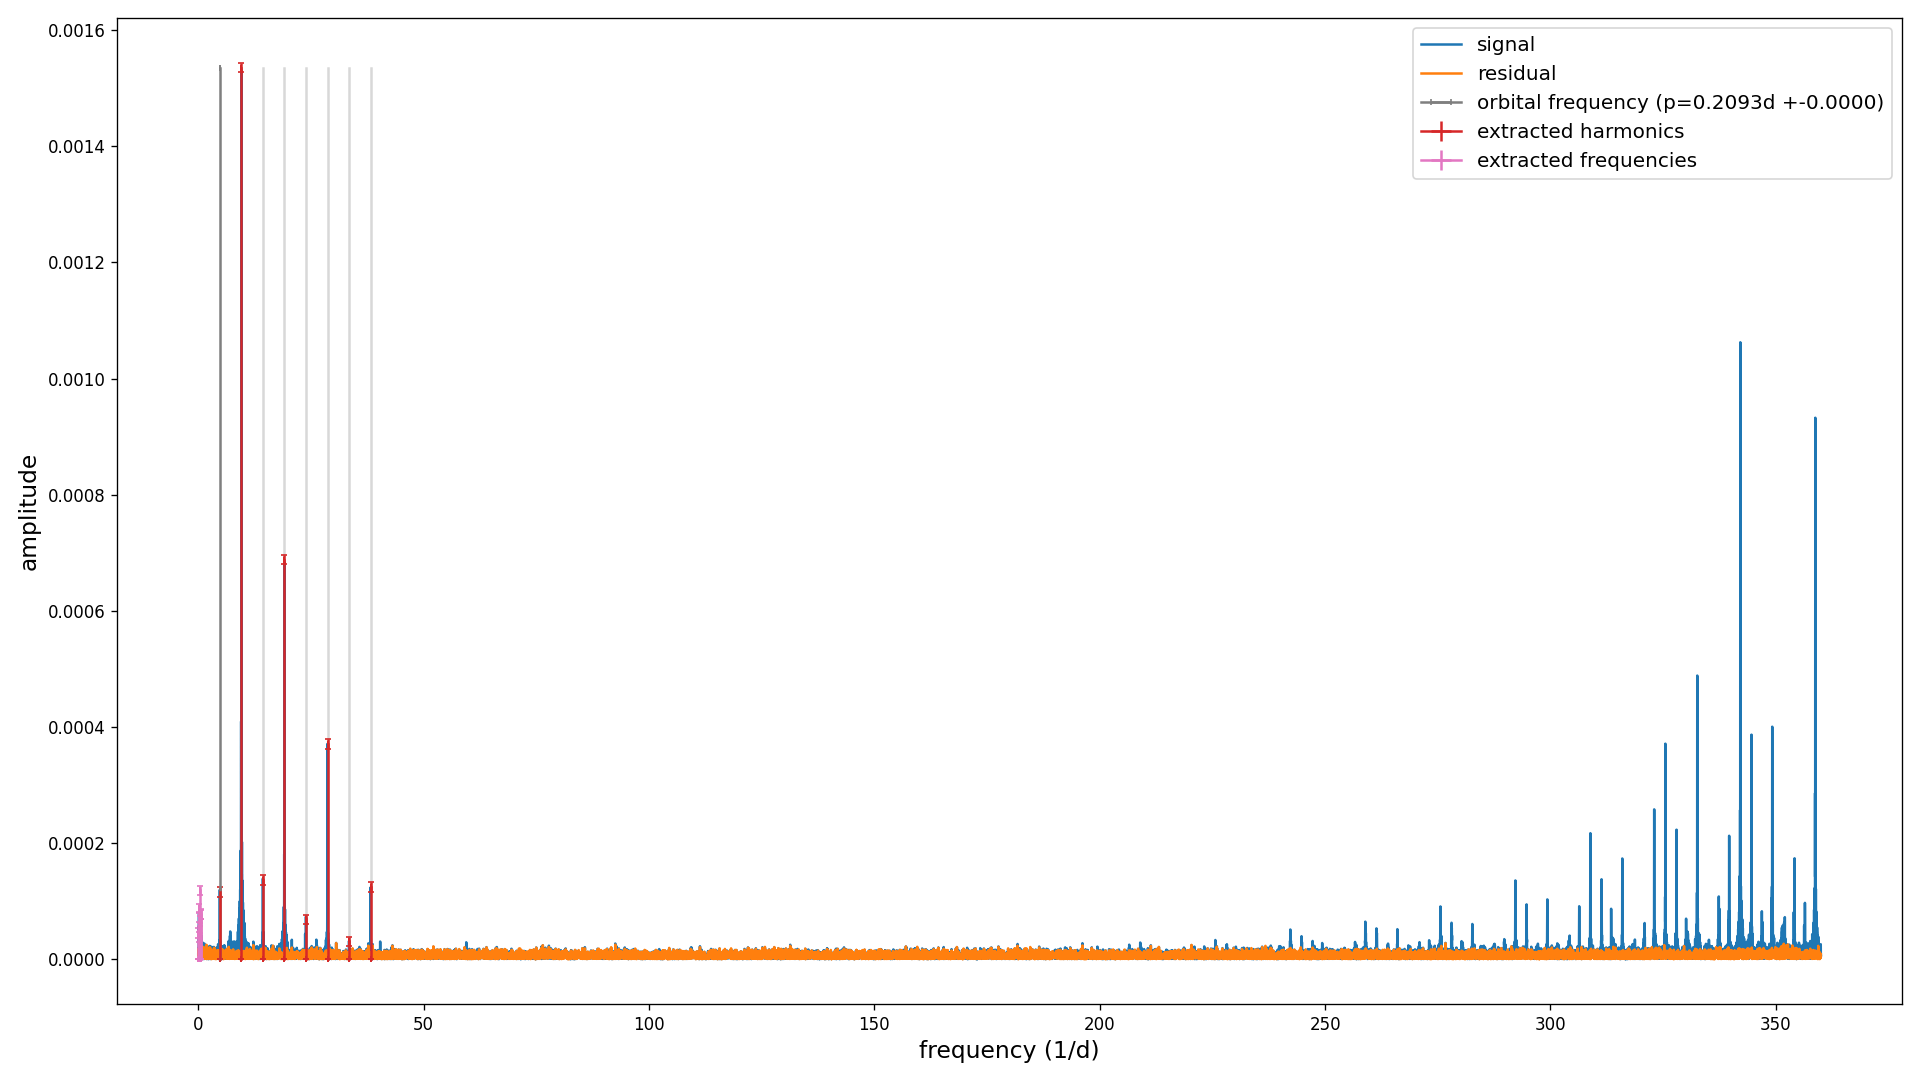 signal
residual
orbital frequency (p=0.2093d +-0.0000)
extracted harmonics
extracted frequencies
0.0016
0.0014
0.0012
0.0010
0.0008
0.0006
0.0004
0.0002
0.0000
amplitude
0 50 100 150 200 250 300 350
frequency (1/d)